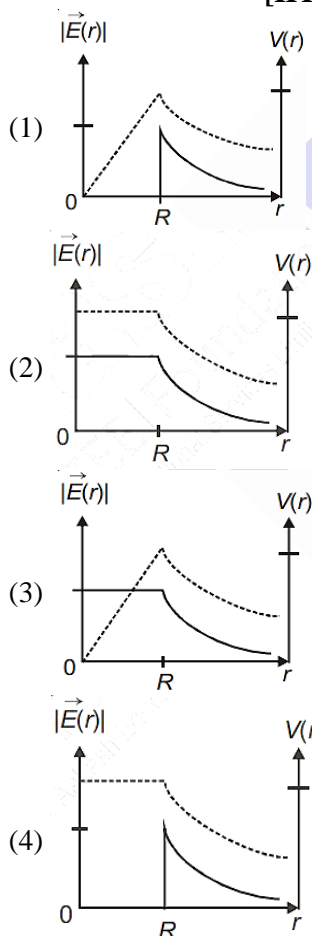 |E(r)| V(r)
(1)
0 R r
|E(r)| V(r)
(2)
0 R r
|E(r)| V(r)
(3)
0 R r
|E(r)| V(r
(4)
0 R r